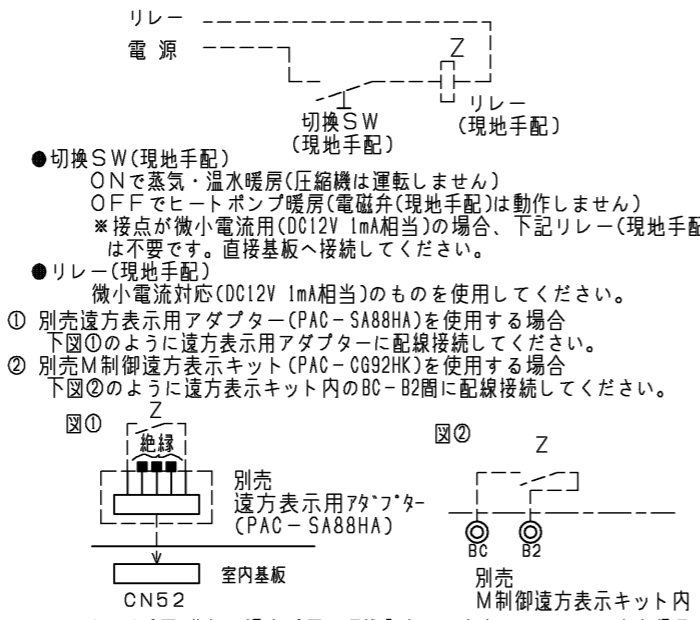 リレー
電 源
Z
切換SW
(現地手配)
リレー
(現地手配)
●切換SW(現地手配)
ONで蒸気・温水暖房(圧縮機は運転しません)
OFFでヒートポンプ暖房(電磁弁(現地手配)は動作しません)
※接点が微小電流用(DC12V 1mA相当)の場合、下記リレー(現地手配
は不要です。直接基板へ接続してください。
●リレー(現地手配)
微小電流対応(DC12V 1mA相当)のものを使用してください。
① 別売遠方表示用アダプター(PAC-SA88HA)を使用する場合
下図①のように遠方表示用アダプターに配線接続してください。
② 別売M制御遠方表示キット(PAC-CG92HK)を使用する場合
下図②のように遠方表示キット内のBC-B2間に配線接続してください。
図①
Z
絶縁
別売
遠方表示用アダプター
(PAC-SA88HA)
室内基板
CN52
図②
Z
BC
B2
別売
M制御遠方表示キット内